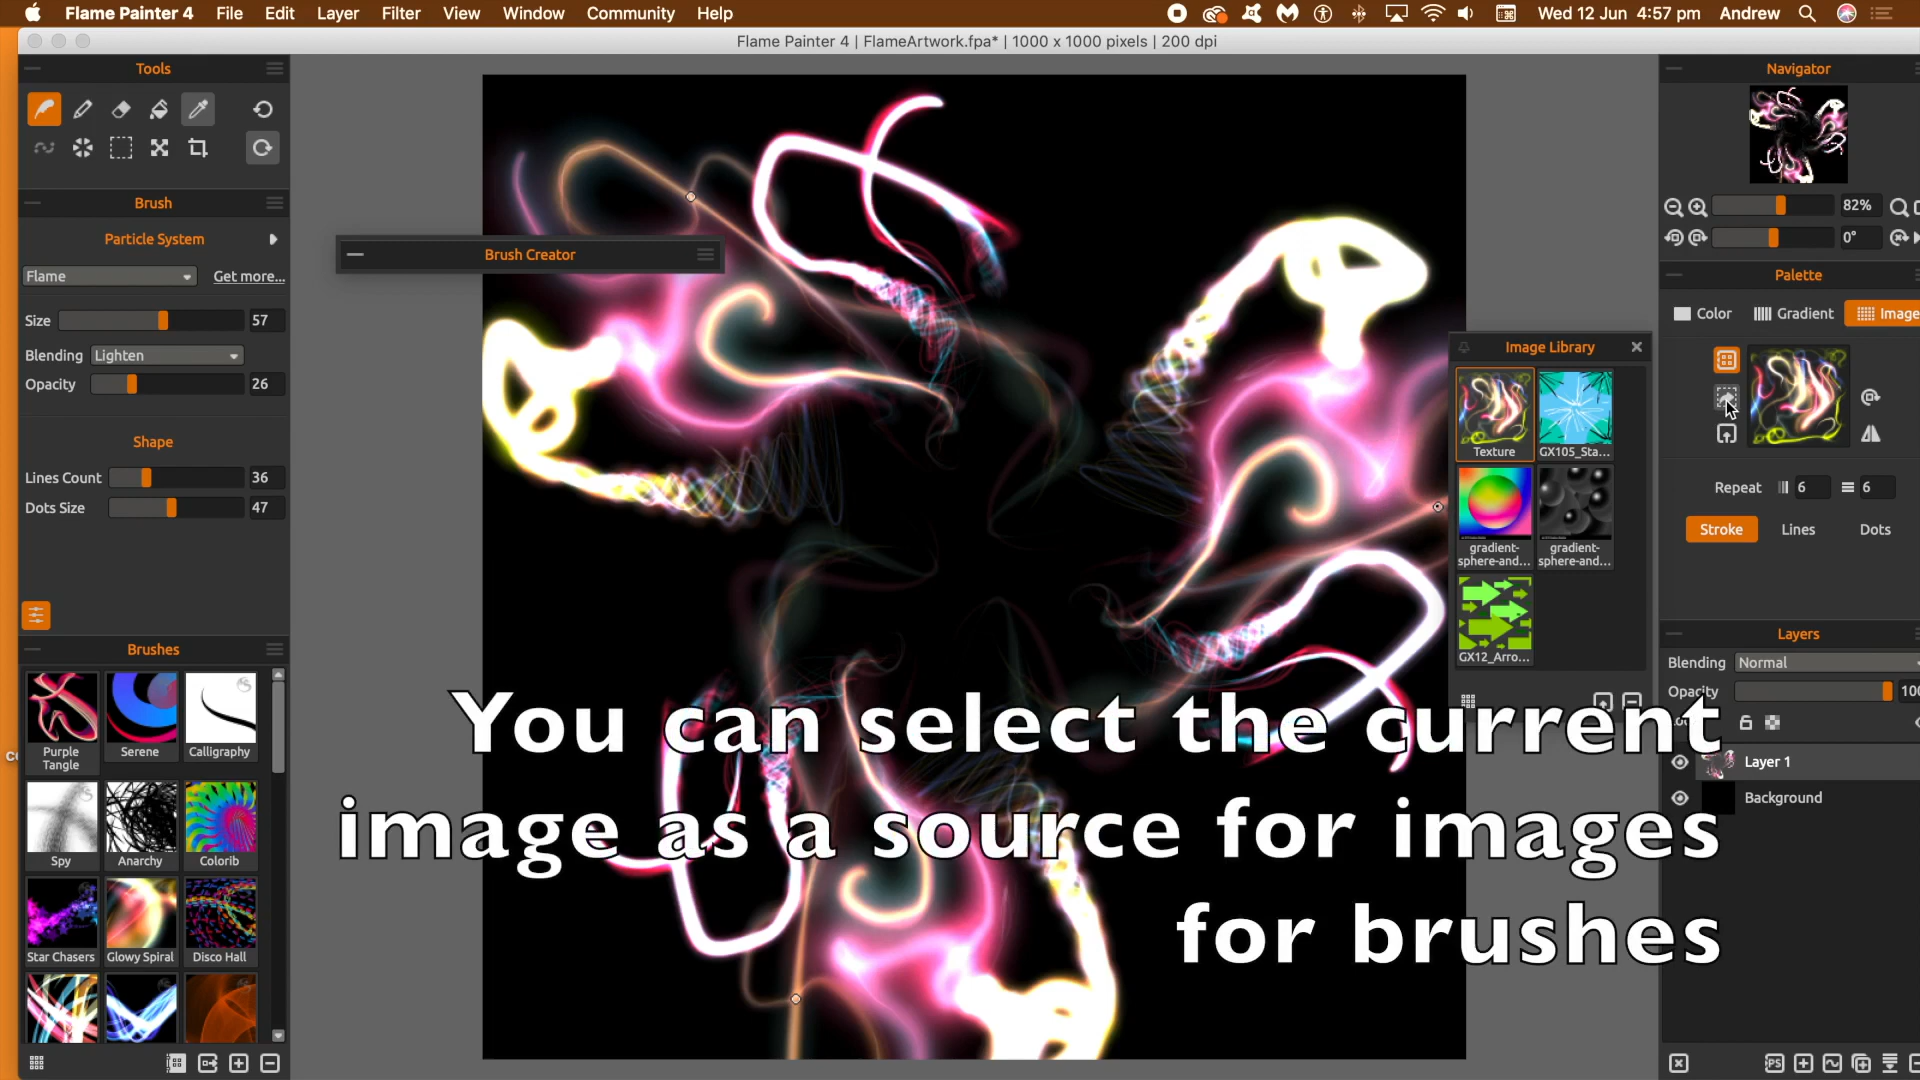 Flame Painter 4 File Edit Layer Filter View Window Community Help Wed 12 Jun 4:57 pm Andrew
Flame Painter 4 | FlameArtwork.fpa* | 1000 x 1000 pixels | 200 dpi
Tools
Brush
Particle System
Flame Get more...
Size 57
Blending Lighten
Opacity 26
Shape
Lines Count 36
Dots Size 47
Brushes
Purple Tangle
Serene
Calligraphy
Spy
Anarchy
Colorib
Star Chasers
Glowy Spiral
Disco Hall
Brush Creator
Image Library
Texture
GX105_Sta...
gradient-
sphere-and...
gradient-
sphere-and...
GX12_Arro...
Navigator
82%
0°
Palette
Color Gradient Image
Repeat 6 6
Stroke Lines Dots
Layers
Blending Normal
Opacity 100
Layer 1
Background
PS
You can select the current
image as a source for images
for brushes